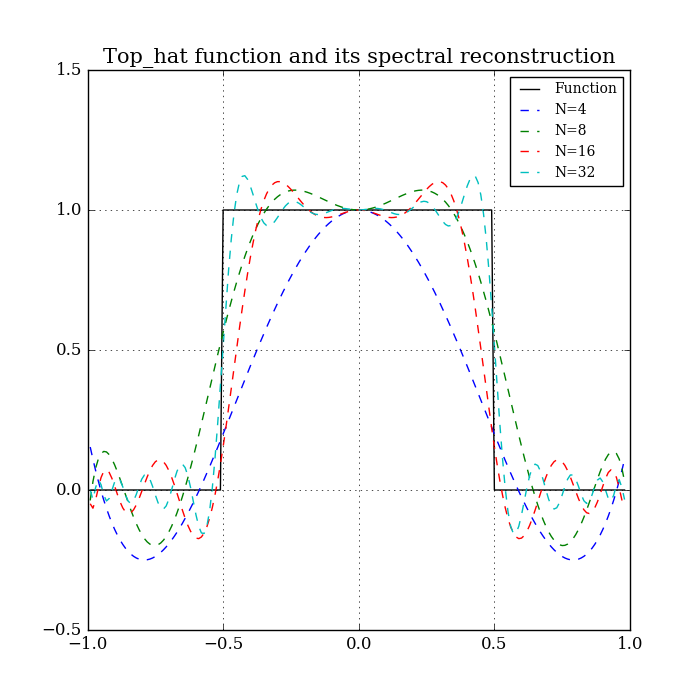 Top_hat function and its spectral reconstruction
1.5
Function
N=4
N=8
N=16
N=32
1.0
0.5
0.0
−0.5
−1.0 −0.5 0.0 0.5 1.0